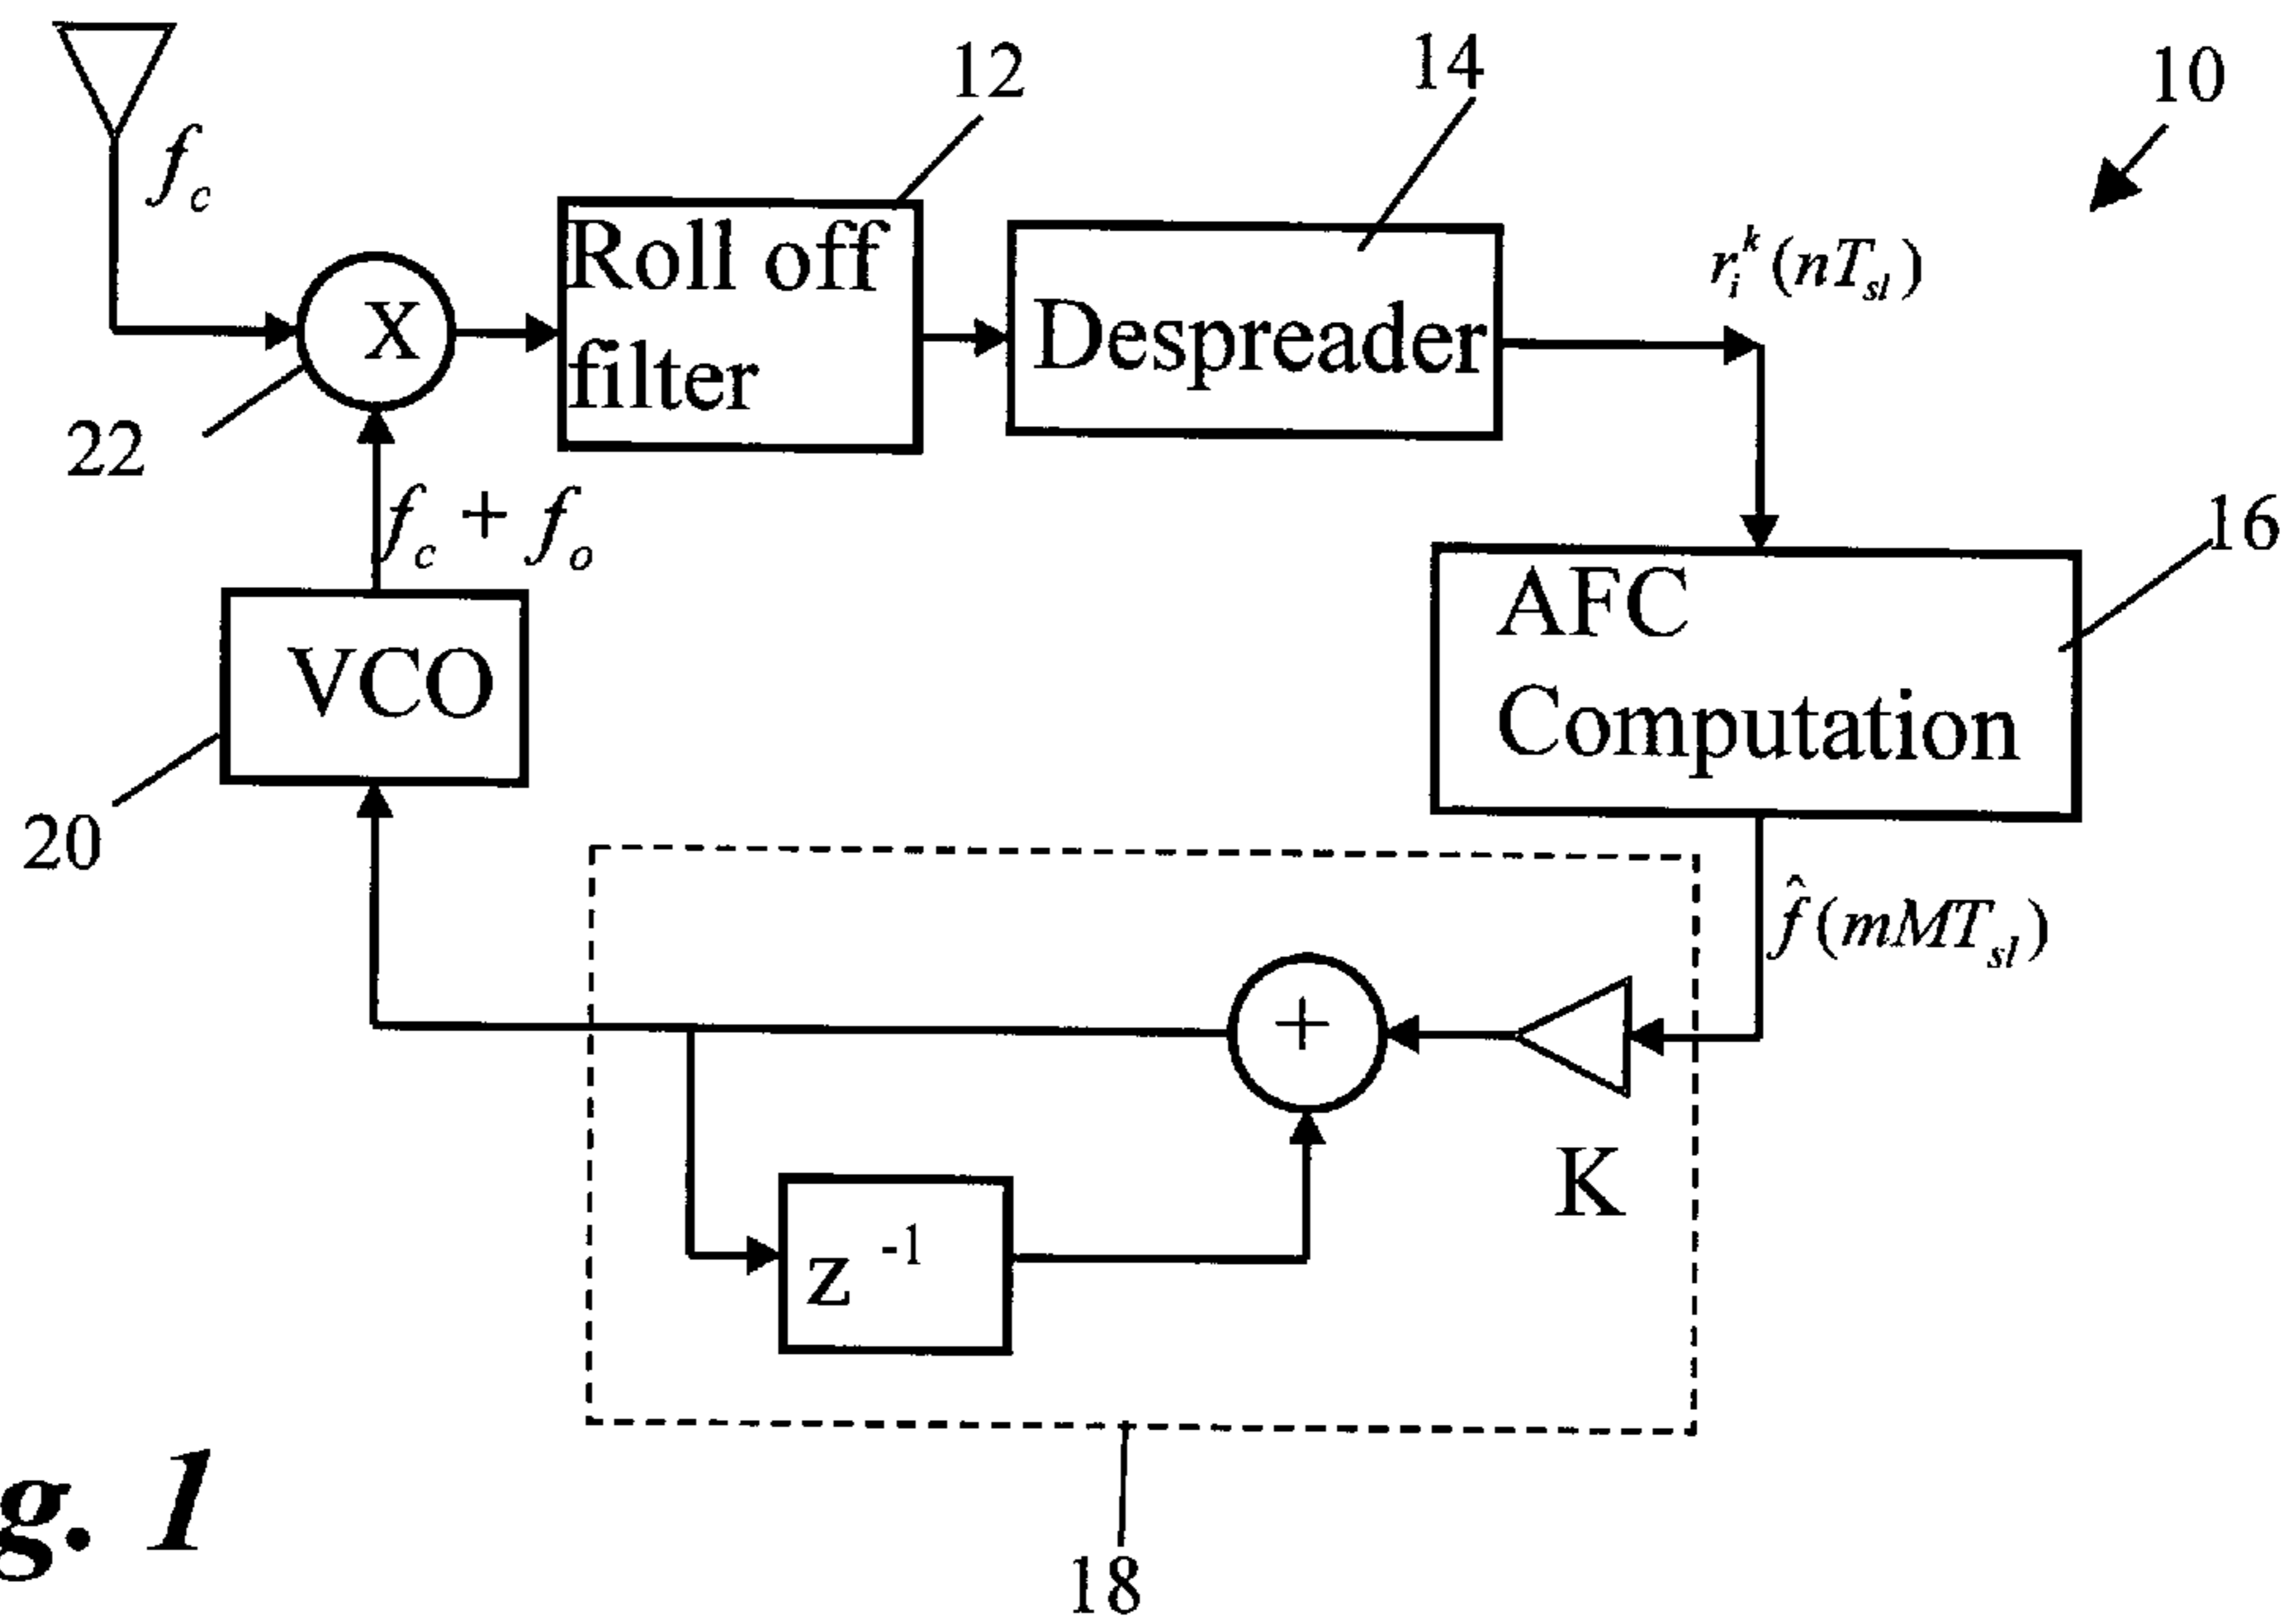 12
14
10
f_c
Roll off
filter
Despreader
r_i^k(nT_sl)
X
22
f_c + f_o
16
AFC
Computation
VCO
20
f̂(mMT_sl)
+
K
z^-1
g. 1
18